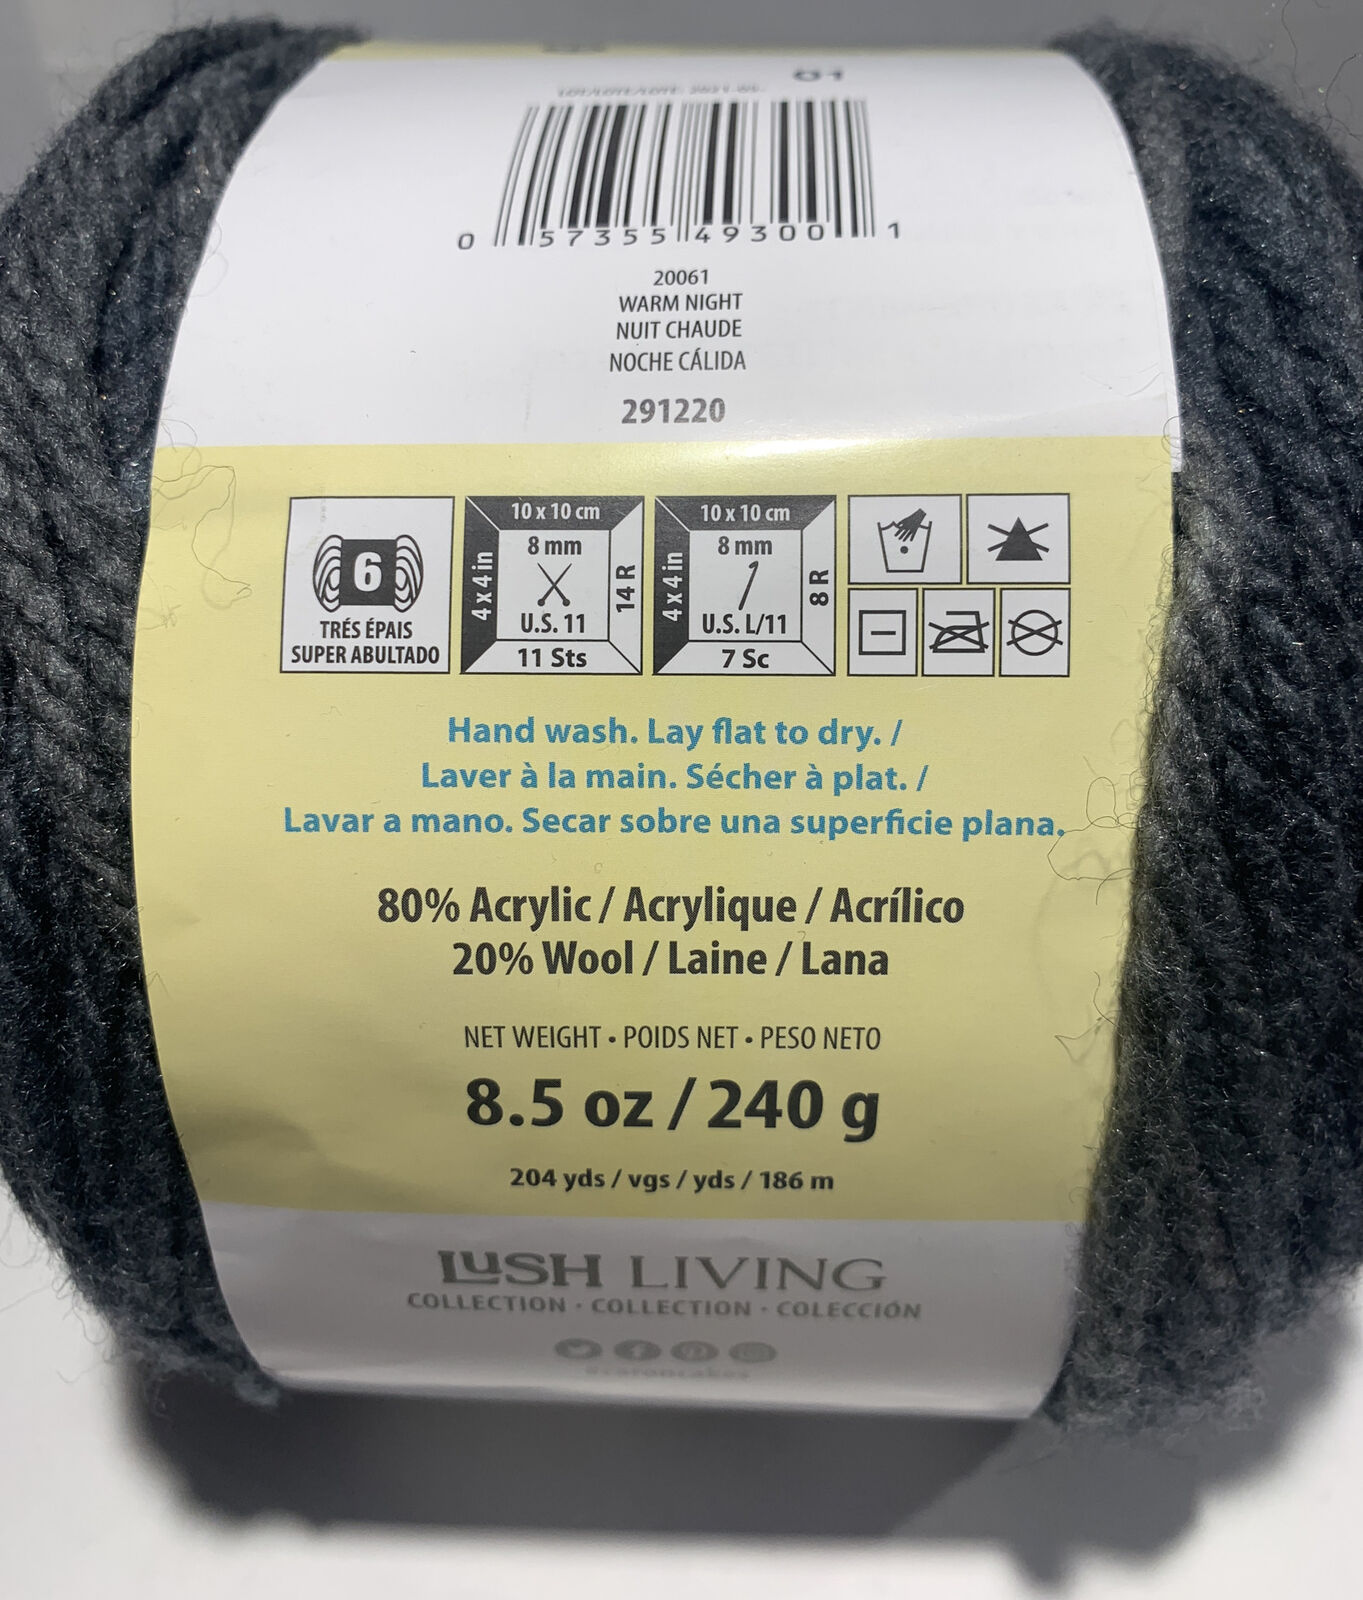 01
0 57355 49300 1
20061
WARM NIGHT
NUIT CHAUDE
NOCHE CÁLIDA
291220
6
TRÉS ÉPAIS
SUPER ABULTADO
10 x 10 cm
4 x 4 in
8 mm
U.S. 11
14 R
11 Sts
10 x 10 cm
4 x 4 in
8 mm
U.S. L/11
8 R
7 Sc
Hand wash. Lay flat to dry. /
Laver à la main. Sécher à plat. /
Lavar a mano. Secar sobre una superficie plana.
80% Acrylic / Acrylique / Acrílico
20% Wool / Laine / Lana
NET WEIGHT • POIDS NET • PESO NETO
8.5 oz / 240 g
204 yds / vgs / yds / 186 m
LUSH LIVING
COLLECTION • COLLECTION • COLECCIÓN
#caroncakes